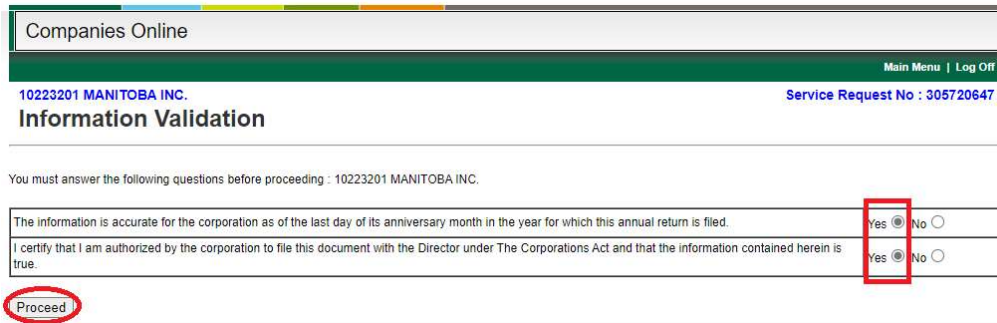 Companies Online
Main Menu | Log Off
10223201 MANITOBA INC.
Service Request No : 305720647
Information Validation
You must answer the following questions before proceeding : 10223201 MANITOBA INC.
The information is accurate for the corporation as of the last day of its anniversary month in the year for which this annual return is filed.
Yes No
I certify that I am authorized by the corporation to file this document with the Director under The Corporations Act and that the information contained herein is
true.
Yes No
Proceed